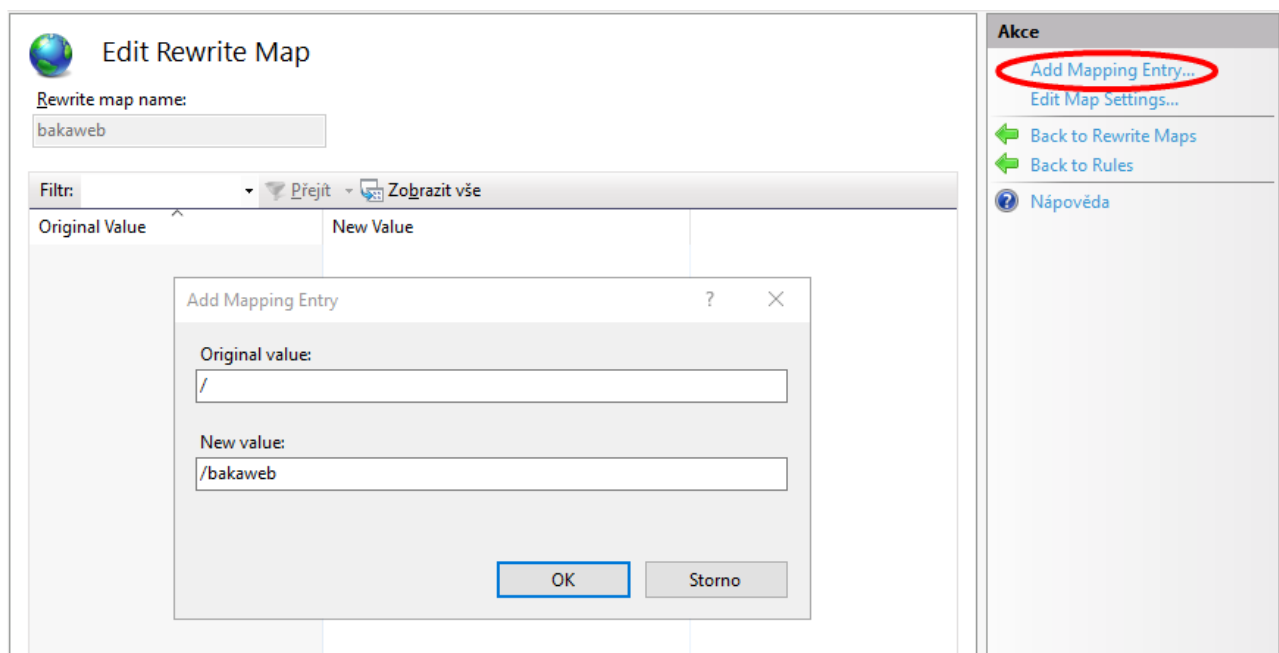 Edit Rewrite Map
Rewrite map name:
bakaweb
Filtr: Přejít Zobrazit vše
Original Value New Value
Add Mapping Entry ?
Original value:
/
New value:
/bakaweb
OK Storno
Akce
Add Mapping Entry...
Edit Map Settings...
Back to Rewrite Maps
Back to Rules
? Nápověda